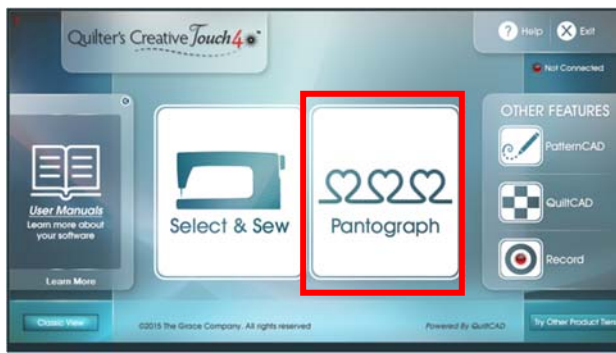 Quilter's Creative Touch 4
Help
Exit
Not Connected
User Manuals
Learn more about
your software
Learn More
Select & Sew
Pantograph
OTHER FEATURES
PatternCAD
QuiltCAD
Record
Classic View
©2015 The Grace Company. All rights reserved
Powered By QuiltCAD
Try Other Product Tiers